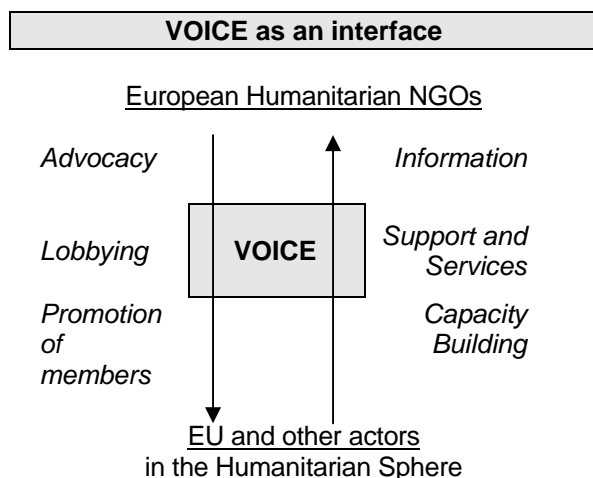 VOICE as an interface
European Humanitarian NGOs
Advocacy
Information
Lobbying
VOICE
Support and
Services
Promotion
of
members
Capacity
Building
EU and other actors
in the Humanitarian Sphere